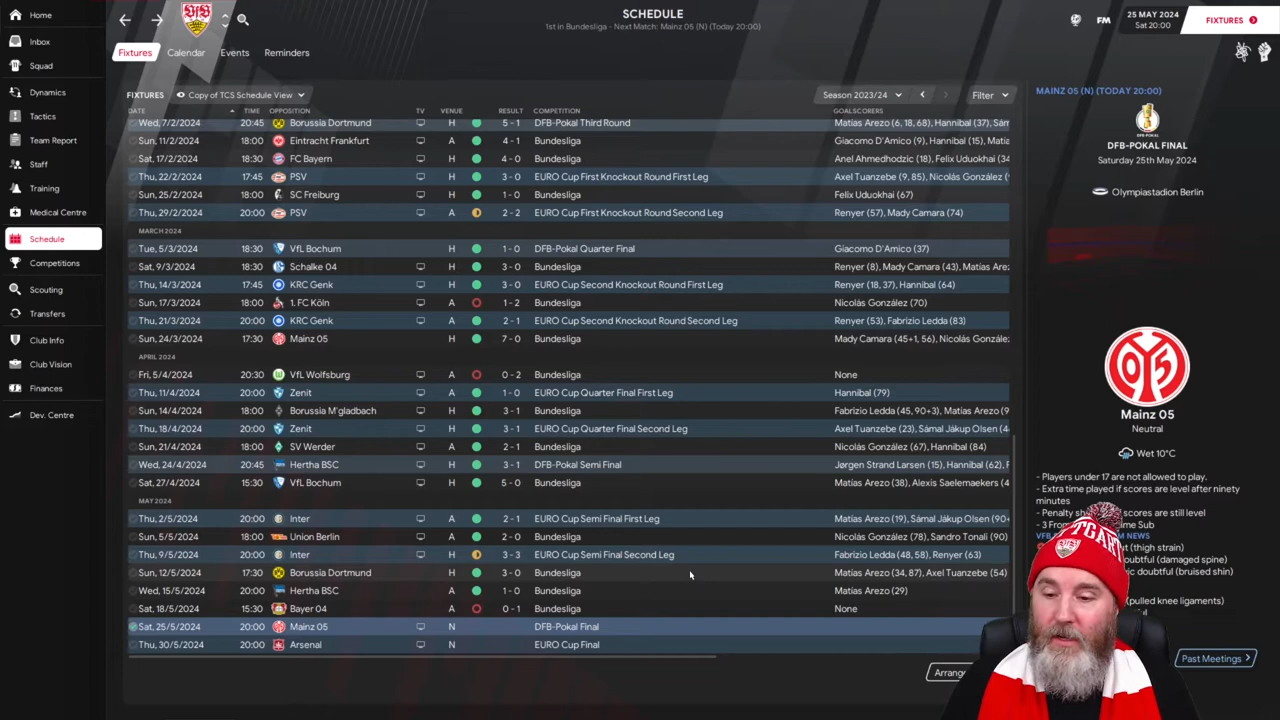 Home
Inbox
Squad
Dynamics
Tactics
Team Report
Staff
Training
Medical Centre
Schedule
Competitions
Scouting
Transfers
Club Info
Club Vision
Finances
Dev. Centre
SCHEDULE
1st in Bundesliga - Next Match: Mainz 05 (N) (Today 20:00)
FM
25 MAY 2024
Sat 20:00
FIXTURES
Fixtures Calendar Events Reminders
FIXTURES Copy of TCS Schedule View Season 2023/24 Filter
DATE TIME OPPOSITION TV VENUE RESULT COMPETITION GOALSCORERS
Wed, 7/2/2024 20:45 Borussia Dortmund H 5 - 1 DFB-Pokal Third Round Matías Arezo (6, 18, 68), Hannibal (37), Sám
Sun, 11/2/2024 18:00 Eintracht Frankfurt H 4 - 1 Bundesliga Giacomo D'Amico (9), Hannibal (15), Matía
Sat, 17/2/2024 18:30 FC Bayern H 4 - 0 Bundesliga Anel Ahmedhodzic (18), Felix Uduokhai (34
Thu, 22/2/2024 17:45 PSV H 3 - 0 EURO Cup First Knockout Round First Leg Axel Tuanzebe (9, 85), Nicolás González (
Sun, 25/2/2024 18:00 SC Freiburg H 1 - 0 Bundesliga Felix Uduokhai (67)
Thu, 29/2/2024 20:00 PSV A 2 - 2 EURO Cup First Knockout Round Second Leg Renyer (57), Mady Camara (74)
MARCH 2024
Tue, 5/3/2024 18:30 VfL Bochum H 1 - 0 DFB-Pokal Quarter Final Giacomo D'Amico (37)
Sat, 9/3/2024 18:30 Schalke 04 H 3 - 0 Bundesliga Renyer (8), Mady Camara (43), Matías Are
Thu, 14/3/2024 17:45 KRC Genk H 3 - 0 EURO Cup Second Knockout Round First Leg Renyer (18, 37), Hannibal (64)
Sun, 17/3/2024 18:00 1. FC Köln A 1 - 2 Bundesliga Nicolás González (70)
Thu, 21/3/2024 20:00 KRC Genk A 2 - 1 EURO Cup Second Knockout Round Second Leg Renyer (53), Fabrizio Ledda (83)
Sun, 24/3/2024 17:30 Mainz 05 H 7 - 0 Bundesliga Mady Camara (45+1, 56), Nicolás Gonzále
APRIL 2024
Fri, 5/4/2024 20:30 VfL Wolfsburg A 0 - 2 Bundesliga None
Thu, 11/4/2024 20:00 Zenit A 1 - 0 EURO Cup Quarter Final First Leg Hannibal (79)
Sun, 14/4/2024 18:00 Borussia M'gladbach H 3 - 1 Bundesliga Fabrizio Ledda (45, 90+3), Matías Arezo (9
Thu, 18/4/2024 20:00 Zenit H 3 - 1 EURO Cup Quarter Final Second Leg Axel Tuanzebe (23), Sámal Jákup Olsen (4
Sun, 21/4/2024 18:00 SV Werder A 2 - 1 Bundesliga Nicolás González (67), Hannibal (84)
Wed, 24/4/2024 20:45 Hertha BSC H 3 - 1 DFB-Pokal Semi Final Jørgen Strand Larsen (15), Hannibal (62), F
Sat, 27/4/2024 15:30 VfL Bochum H 5 - 0 Bundesliga Matías Arezo (38), Alexis Saelemaekers (4
MAY 2024
Thu, 2/5/2024 20:00 Inter A 2 - 1 EURO Cup Semi Final First Leg Matías Arezo (19), Sámal Jákup Olsen (90+
Sun, 5/5/2024 18:00 Union Berlin A 2 - 0 Bundesliga Nicolás González (78), Sandro Tonali (90)
Thu, 9/5/2024 20:00 Inter H 3 - 3 EURO Cup Semi Final Second Leg Fabrizio Ledda (48, 58), Renyer (63)
Sun, 12/5/2024 17:30 Borussia Dortmund H 3 - 0 Bundesliga Matías Arezo (34, 87), Axel Tuanzebe (54)
Wed, 15/5/2024 20:00 Hertha BSC A 1 - 0 Bundesliga Matías Arezo (29)
Sat, 18/5/2024 15:30 Bayer 04 A 0 - 1 Bundesliga None
Sat, 25/5/2024 20:00 Mainz 05 N DFB-Pokal Final
Thu, 30/5/2024 20:00 Arsenal N EURO Cup Final
Arrang
MAINZ 05 (N) (TODAY 20:00)
DFB-POKAL
DFB-POKAL FINAL
Saturday 25th May 2024
Olympiastadion Berlin
Mainz 05
Neutral
Wet 10°C
- Players under 17 are not allowed to play.
- Extra time played if scores are level after ninety
minutes
- Penalty sh scores are still level
- 3 From me Sub
VFB M NEWS
(thigh strain)
oubtful (damaged spine)
ic doubtful (bruised shin)
(pulled knee ligaments)
Past Meetings